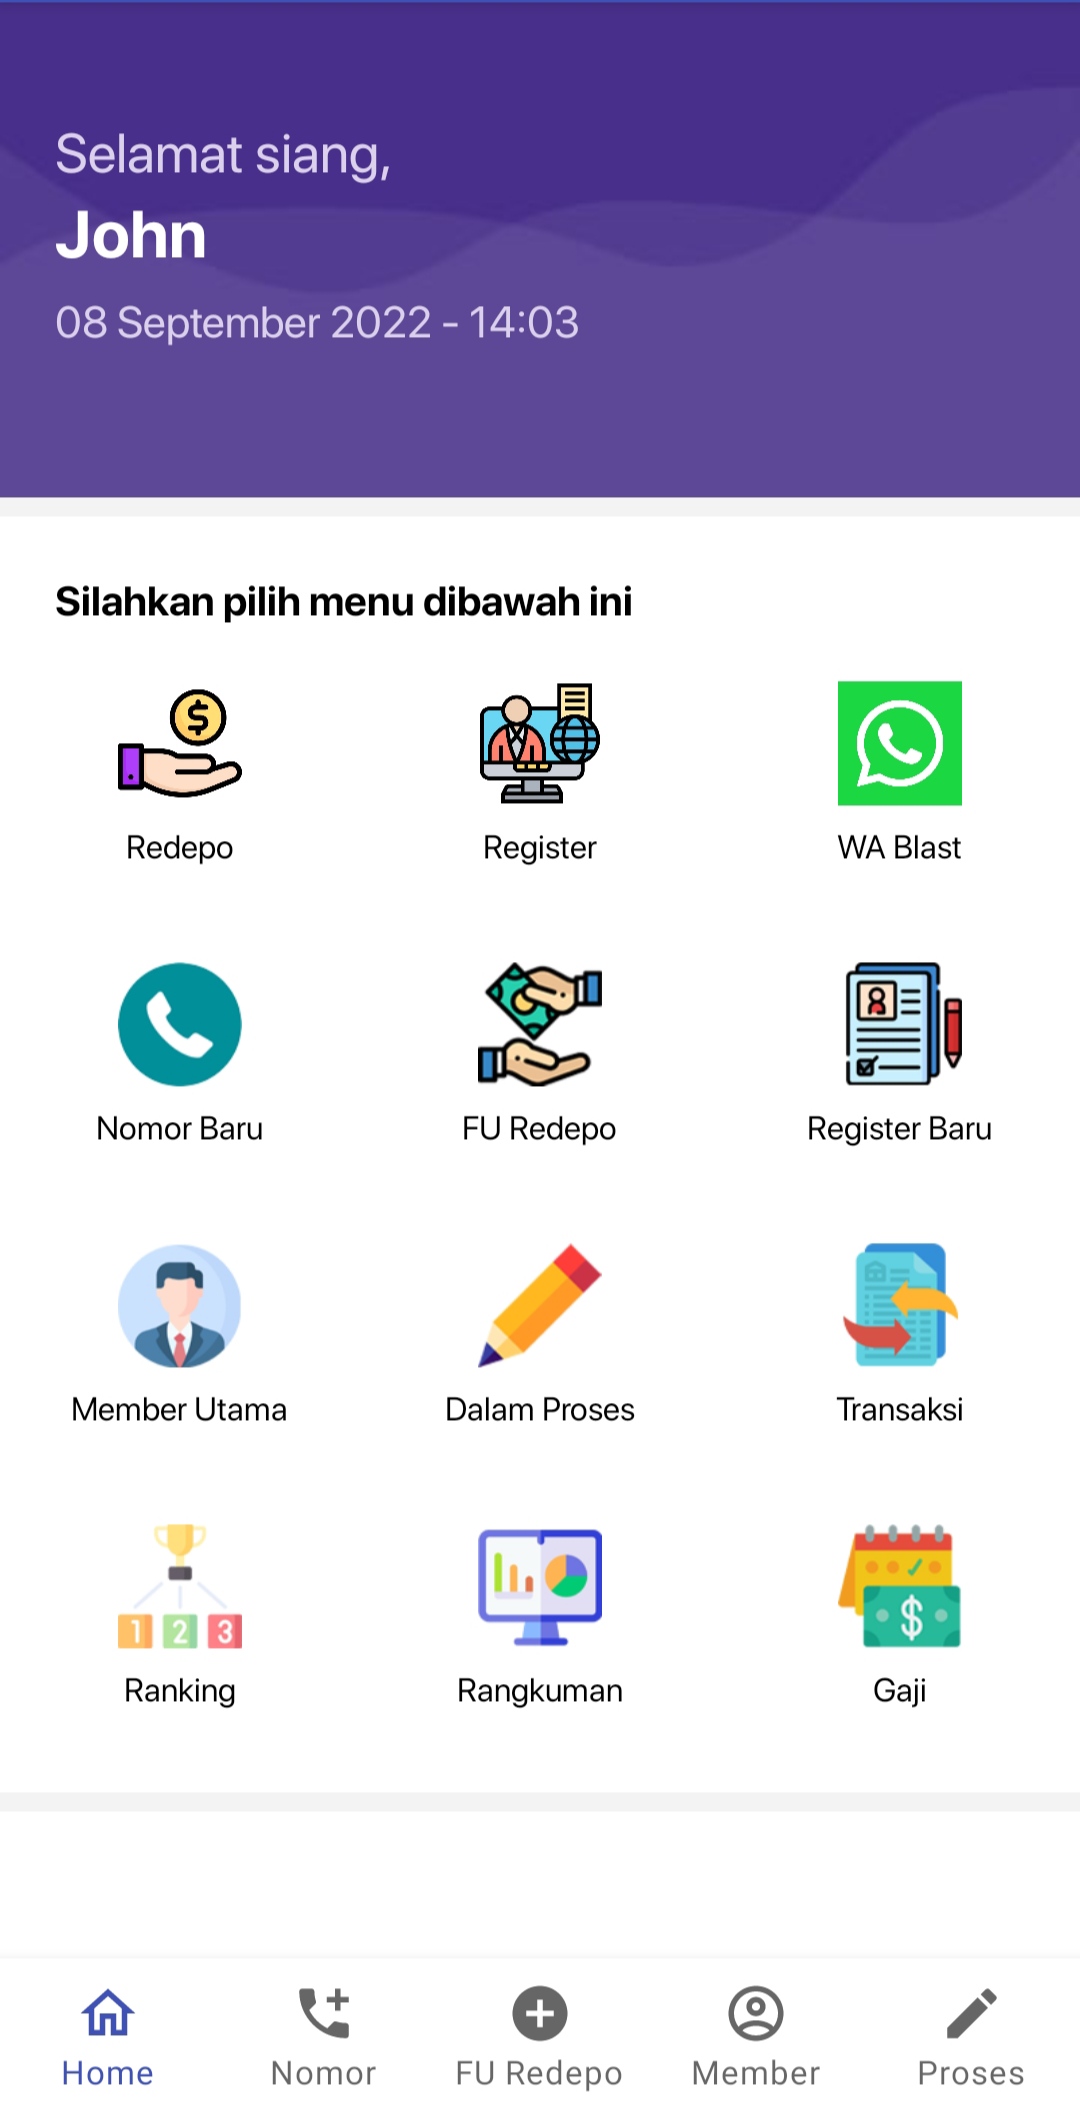 Selamat siang,
John
08 September 2022 - 14:03
Silahkan pilih menu dibawah ini
$
Redepo
Register
WA Blast
Nomor Baru
FU Redepo
Register Baru
Member Utama
Dalam Proses
Transaksi
1 2 3
$
Ranking
Rangkuman
Gaji
Home
Nomor
FU Redepo
Member
Proses